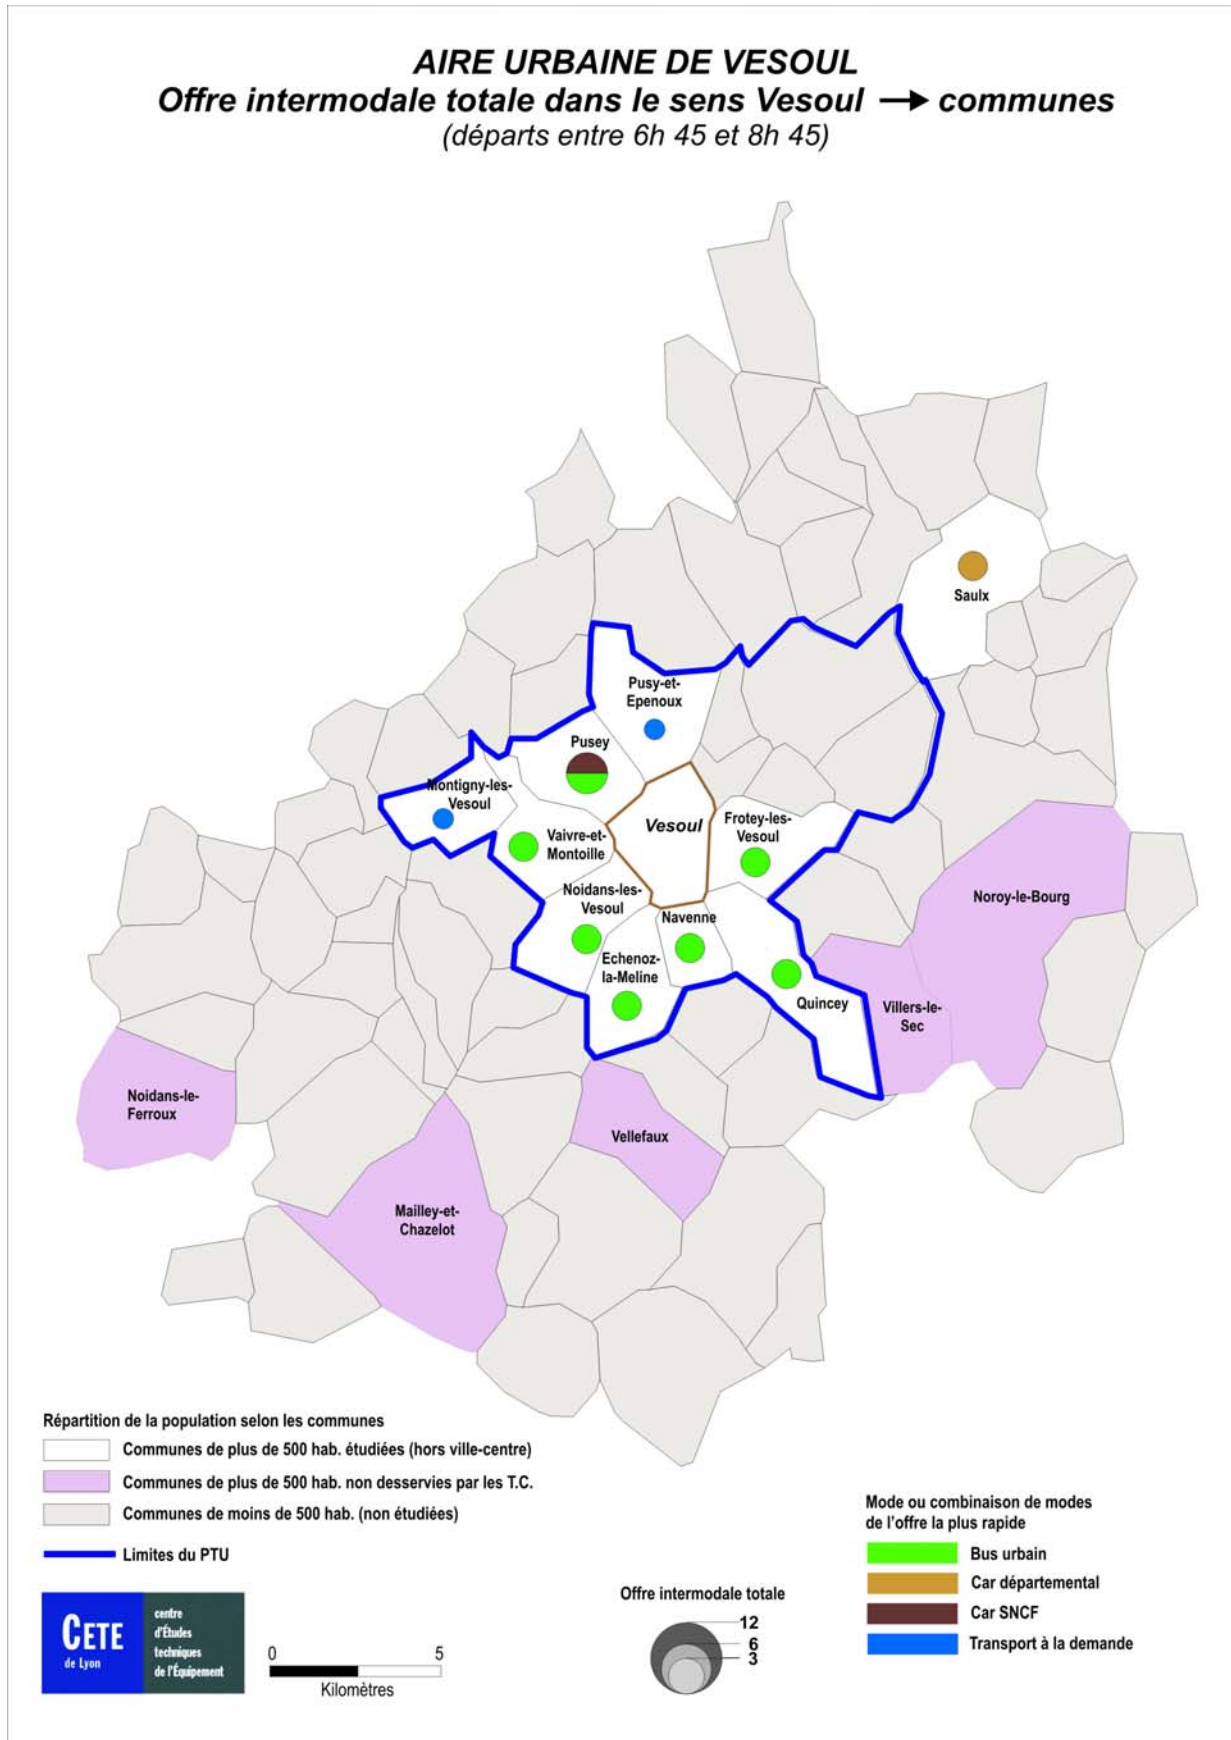 AIRE URBAINE DE VESOUL
Offre intermodale totale dans le sens Vesoul → communes
(départs entre 6h 45 et 8h 45)
Saulx
Pusy-et-
Epenoux
Pusey
Montigny-les-
Vesoul
Vaivre-et-
Montoille
Vesoul
Frotey-les-
Vesoul
Noidans-les-
Vesoul
Navenne
Echenoz-
la-Meline
Quincey
Noroy-le-Bourg
Villers-le-
Sec
Noidans-le-
Ferroux
Vellefaux
Mailley-et-
Chazelot
Répartition de la population selon les communes
Communes de plus de 500 hab. étudiées (hors ville-centre)
Communes de plus de 500 hab. non desservies par les T.C.
Communes de moins de 500 hab. (non étudiées)
Limites du PTU
CETE
de Lyon
centre
d'Études
techniques
de l'Équipement
0 5
Kilomètres
Offre intermodale totale
12
6
3
Mode ou combinaison de modes
de l'offre la plus rapide
Bus urbain
Car départemental
Car SNCF
Transport à la demande